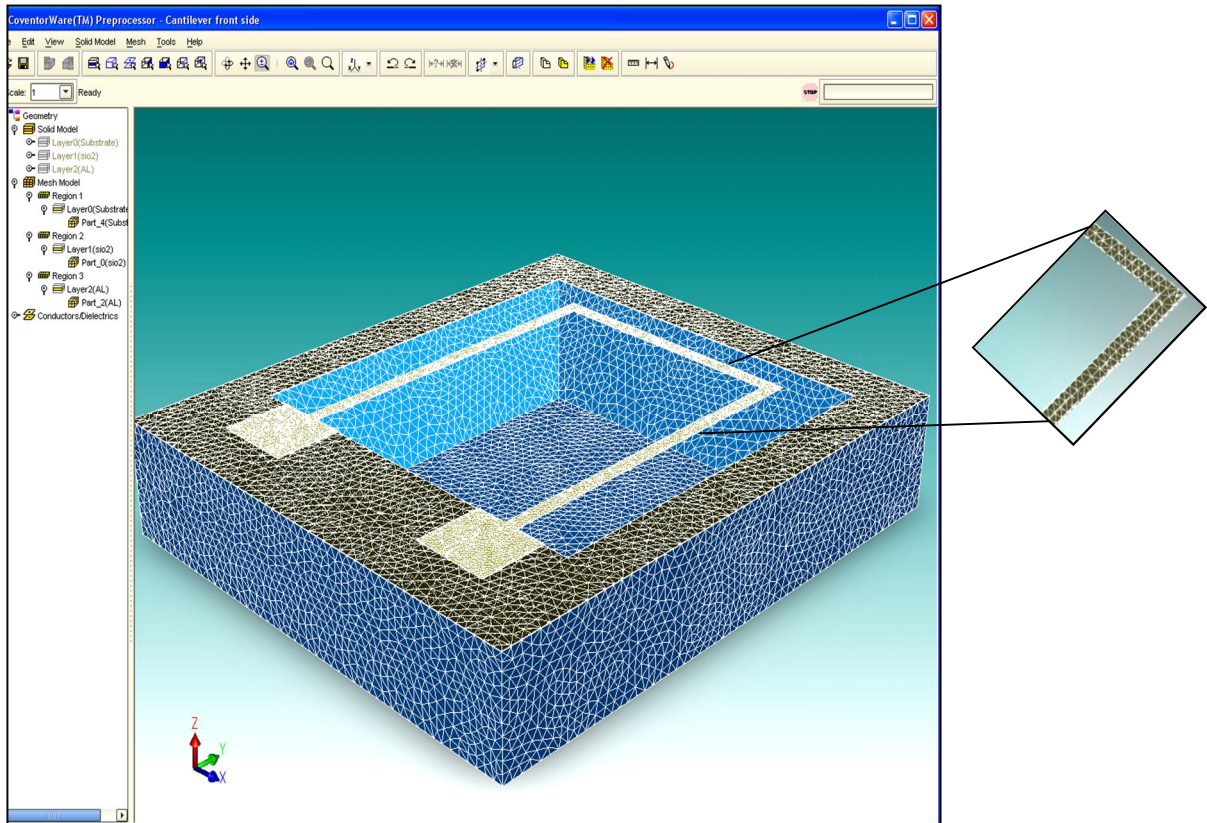 CoventorWare(TM) Preprocessor - Cantilever front side
Edit View Solid Model Mesh Tools Help
Scale: 1 Ready
STOP
Geometry
Solid Model
Layer0(Substrate)
Layer1(sio2)
Layer2(AL)
Mesh Model
Region 1
Layer0(Substrate
Part_4(Subst
Region 2
Layer1(sio2)
Part_0(sio2)
Region 3
Layer2(AL)
Part_2(AL)
Conductors/Dielectrics
Z
Y
X